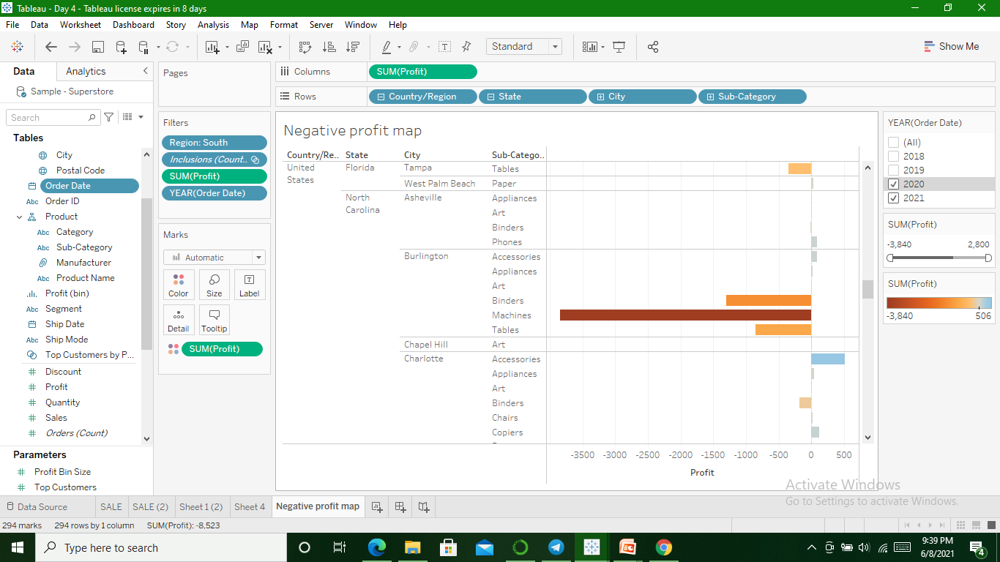 Tableau - Day 4 - Tableau license expires in 8 days
File Data Worksheet Dashboard Story Analysis Map Format Server Window Help
Standard
Show Me
Data Analytics
Sample - Superstore
Search
Tables
City
Postal Code
Order Date
Abc Order ID
Product
Abc Category
Abc Sub-Category
Manufacturer
Abc Product Name
Profit (bin)
Abc Segment
Ship Date
Abc Ship Mode
Top Customers by P...
# Discount
# Profit
# Quantity
# Sales
# Orders (Count)
Parameters
# Profit Bin Size
# Top Customers
Pages
Filters
Region: South
Inclusions (Count..
SUM(Profit)
YEAR(Order Date)
Marks
Automatic
Color Size Label
Detail Tooltip
SUM(Profit)
Columns SUM(Profit)
Rows Country/Region State City Sub-Category
Negative profit map
Country/Re.. State City Sub-Catego..
United States Florida Tampa Tables
West Palm Beach Paper
North Carolina Asheville Appliances
Art
Binders
Phones
Burlington Accessories
Appliances
Art
Binders
Machines
Tables
Chapel Hill Art
Charlotte Accessories
Appliances
Art
Binders
Chairs
Copiers
-3500 -3000 -2500 -2000 -1500 -1000 -500 0 500
Profit
YEAR(Order Date)
(All)
2018
2019
2020
2021
SUM(Profit)
-3,840 2,800
SUM(Profit)
-3,840 506
Activate Windows
Go to Settings to activate Windows.
Data Source SALE SALE (2) Sheet 1 (2) Sheet 4 Negative profit map
294 marks 294 rows by 1 column SUM(Profit): -8,523
Type here to search
9:39 PM
6/8/2021
4